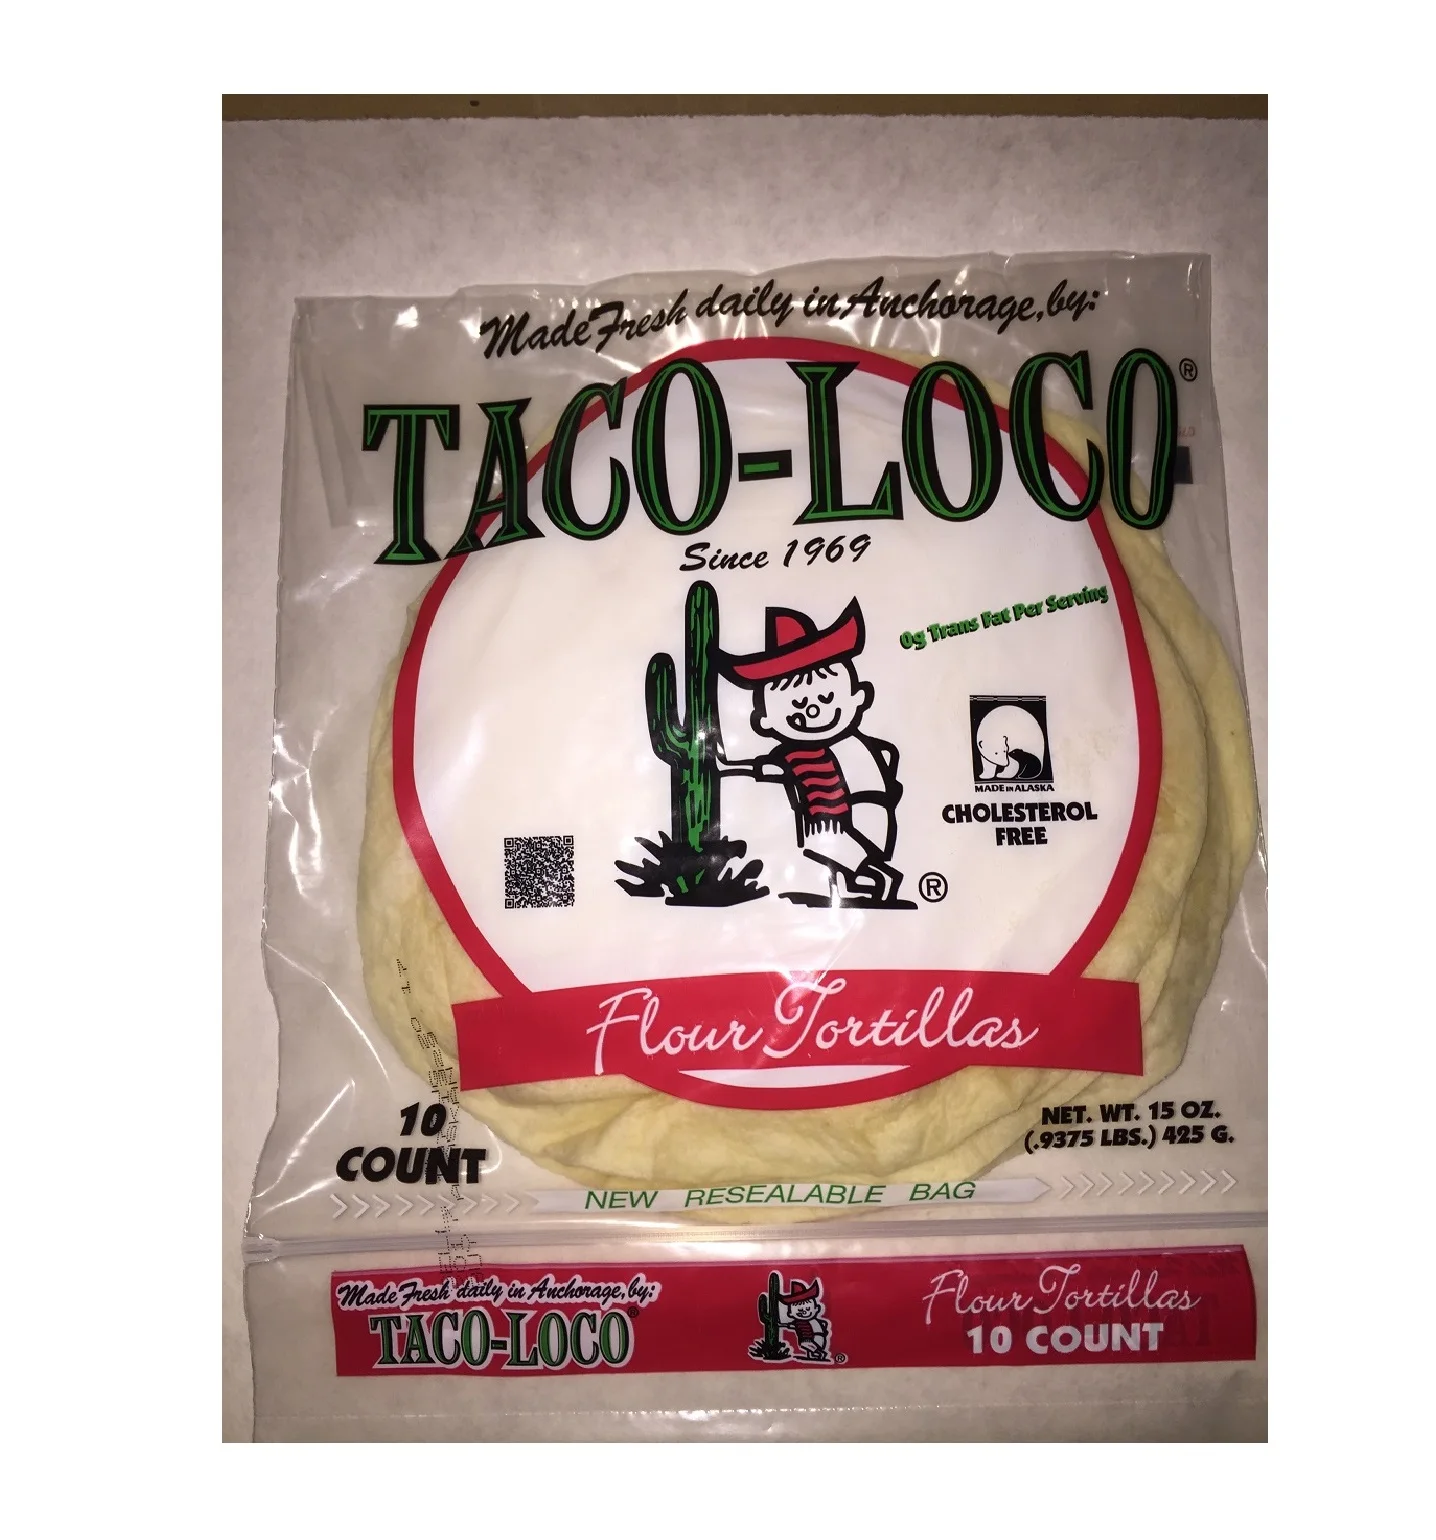 Made Fresh daily in Anchorage, by:
TACO-LOCO®
Since 1969
0g Trans Fat Per Serving
MADE IN ALASKA
CHOLESTEROL
FREE
®
Flour Tortillas
10
COUNT
NET. WT. 15 OZ.
(.9375 LBS.) 425 G.
NEW RESEALABLE BAG
Made Fresh daily in Anchorage, by:
TACO-LOCO®
®
Flour Tortillas
10 COUNT